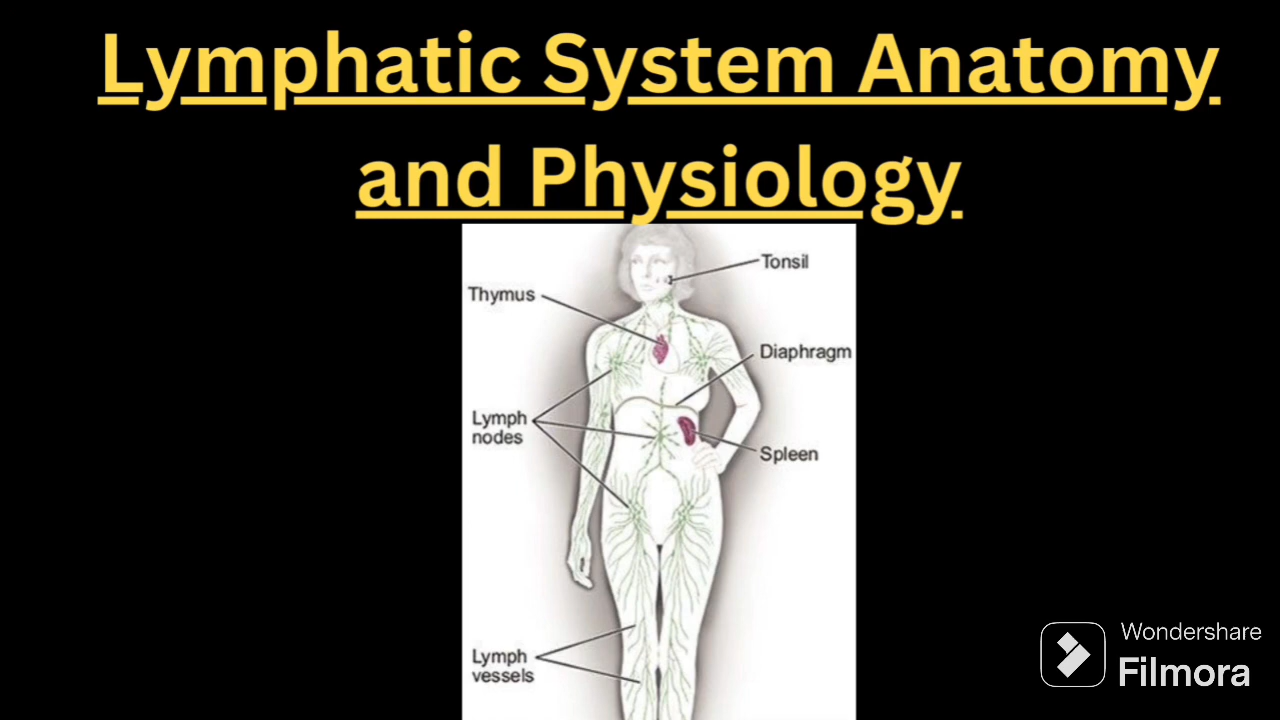 Lymphatic System Anatomy
and Physiology
Tonsil
Thymus
Diaphragm
Lymph
nodes
Spleen
Lymph
vessels
Wondershare
Filmora